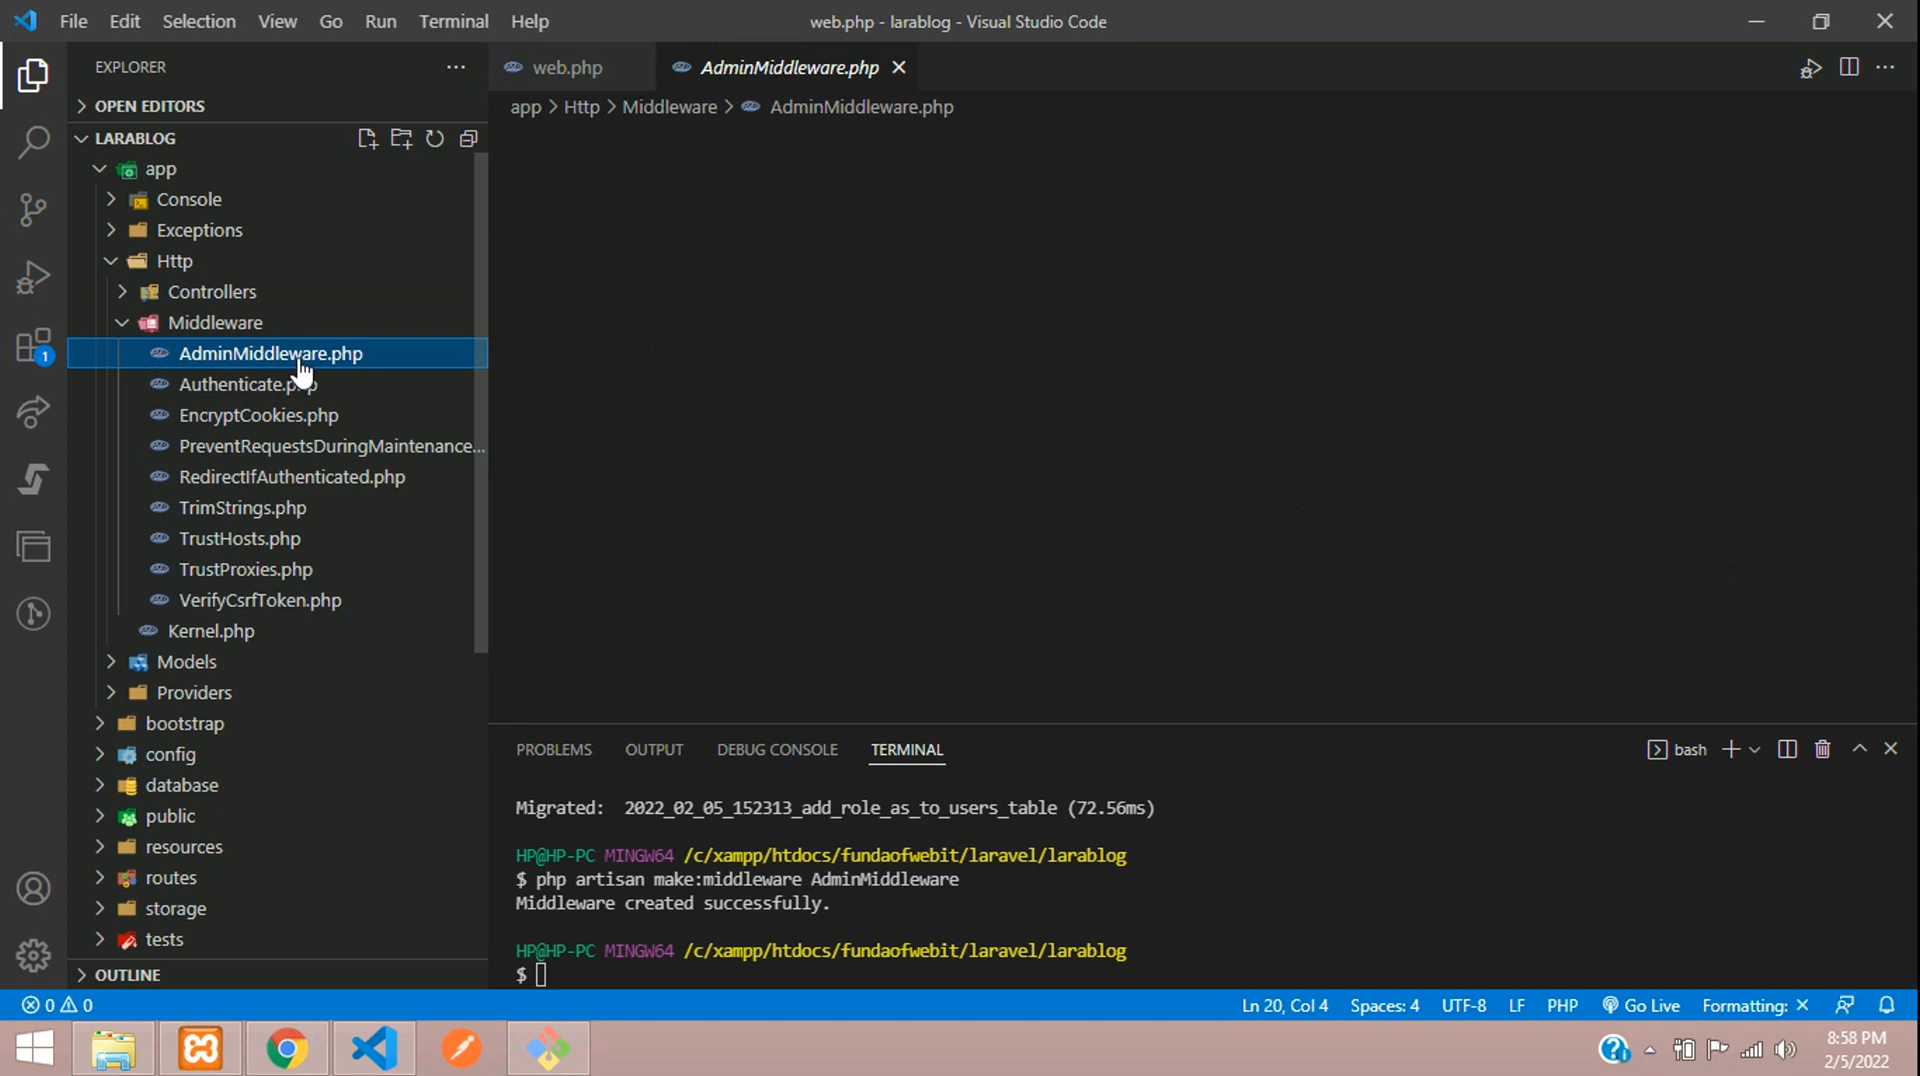 File Edit Selection View Go Run Terminal Help web.php - larablog - Visual Studio Code
EXPLORER
OPEN EDITORS
LARABLOG
app
Console
Exceptions
Http
Controllers
Middleware
AdminMiddleware.php
Authenticate.php
EncryptCookies.php
PreventRequestsDuringMaintenance...
RedirectIfAuthenticated.php
TrimStrings.php
TrustHosts.php
TrustProxies.php
VerifyCsrfToken.php
Kernel.php
Models
Providers
bootstrap
config
database
public
resources
routes
storage
tests
OUTLINE
1
web.php AdminMiddleware.php
app > Http > Middleware > AdminMiddleware.php
PROBLEMS OUTPUT DEBUG CONSOLE TERMINAL bash
Migrated: 2022_02_05_152313_add_role_as_to_users_table (72.56ms)
HP@HP-PC MINGW64 /c/xampp/htdocs/fundaofwebit/laravel/larablog
$ php artisan make:middleware AdminMiddleware
Middleware created successfully.
HP@HP-PC MINGW64 /c/xampp/htdocs/fundaofwebit/laravel/larablog
$
0 0 Ln 20, Col 4 Spaces: 4 UTF-8 LF PHP Go Live Formatting: ×
8:58 PM
2/5/2022